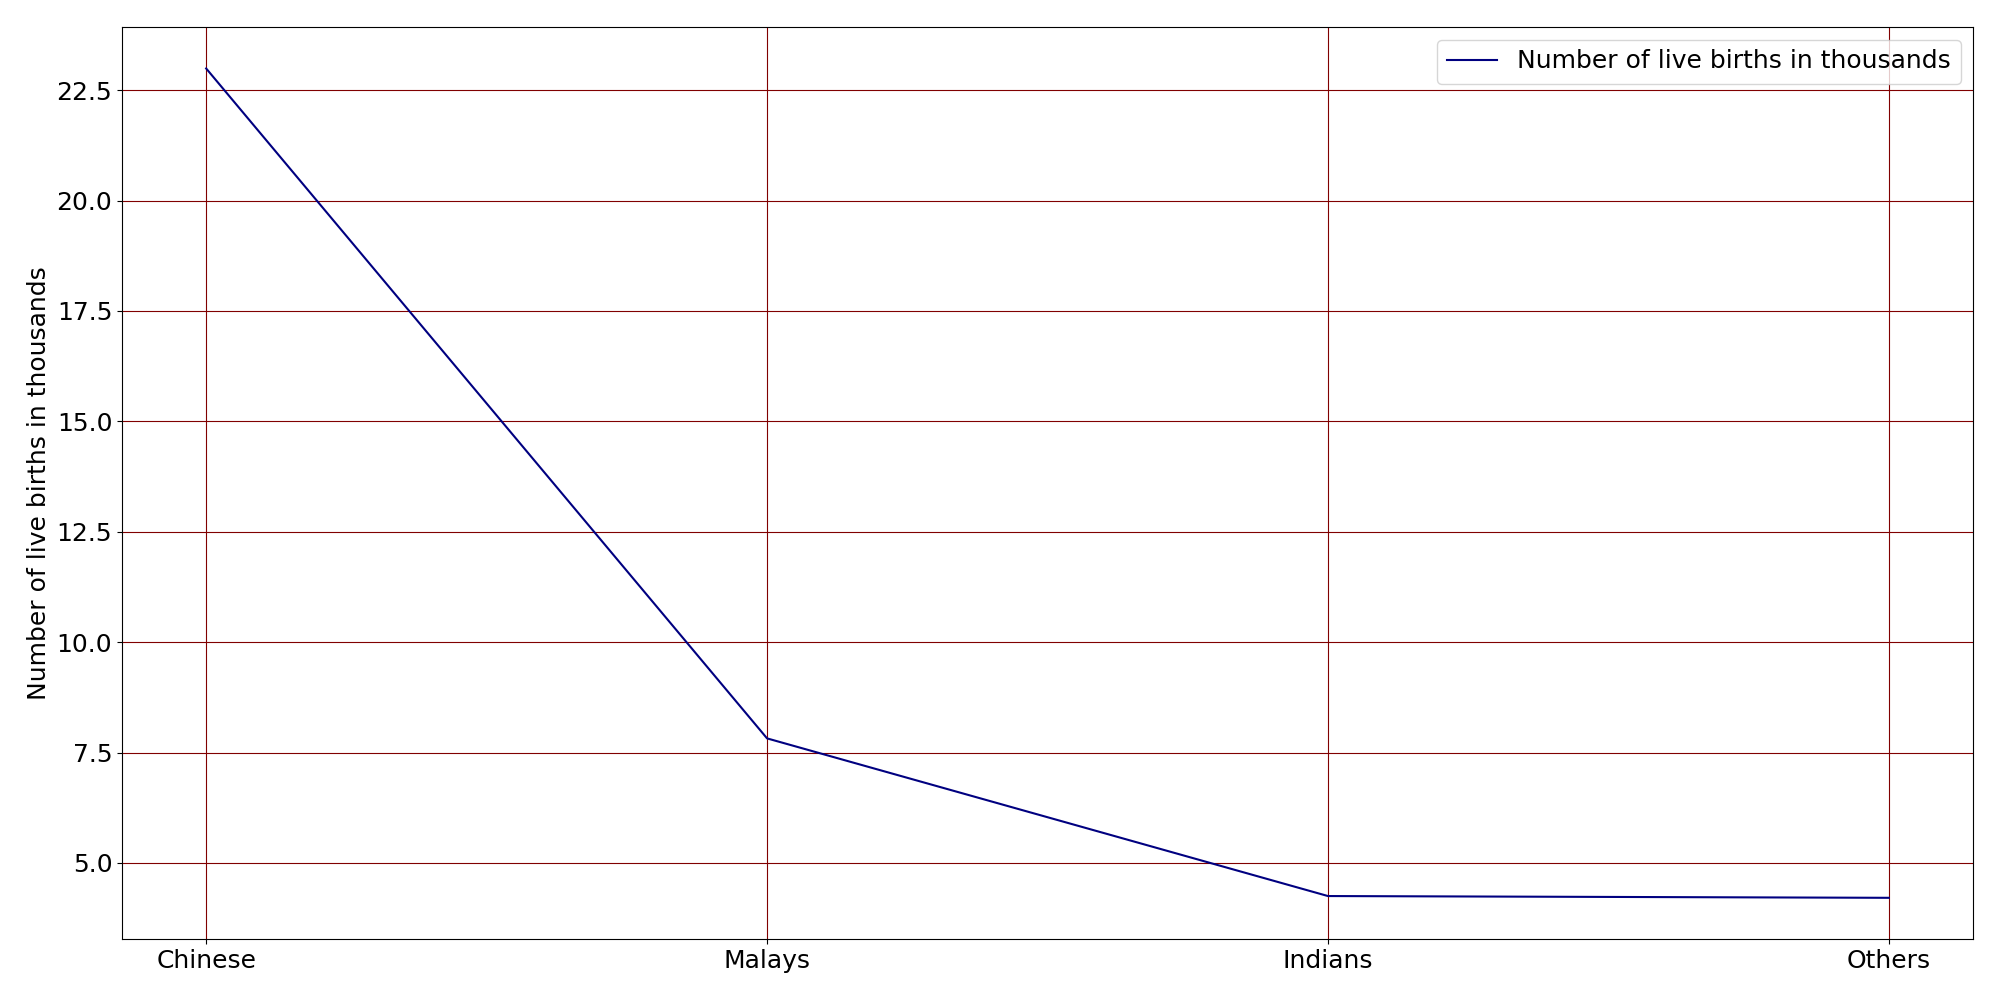 Number of live births in thousands
22.5
20.0
17.5
15.0
12.5
10.0
7.5
5.0
Number of live births in thousands
Chinese
Malays
Indians
Others